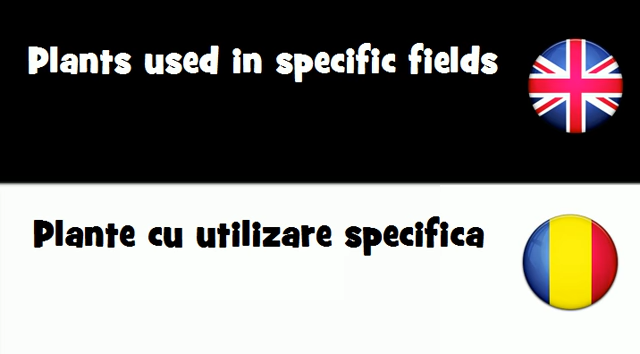 Plants used in specific fields
Plante cu utilizare specifica